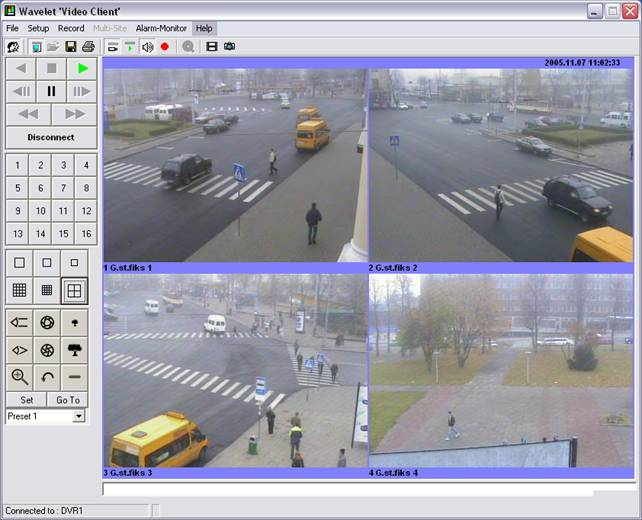 Wavelet 'Video Client'
File Setup Record Multi-Site Alarm-Monitor Help
2005.11.07 11:02:33
Disconnect
1 2 3 4
5 6 7 8
9 10 11 12
13 14 15 16
1 G.st.fiks 1
2 G.st.fiks 2
Set Go To
Preset 1
3 G.st.fiks 3
4 G.st.fiks 4
Connected to : DVR1